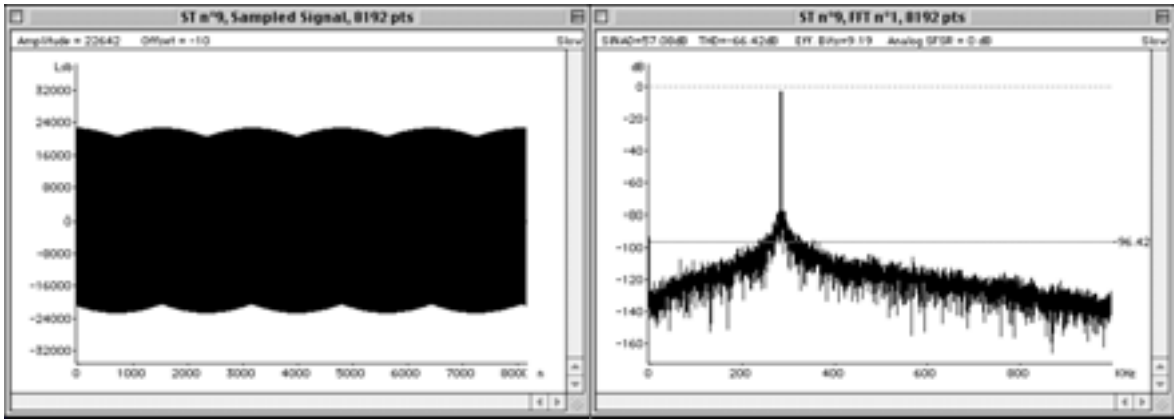 ST n°9, Sampled Signal, 8192 pts
Amplitude = 22642 Offset = -10 Slow
Lsb
32000
24000
16000
8000
0
-8000
-16000
-24000
-32000
0 1000 2000 3000 4000 5000 6000 7000 8000 n
ST n°9, FFT n°1, 8192 pts
SINAD=57.08dB THD=-66.42dB Eff. Bits=9.19 Analog SFSR = 0 dB Slow
dB
0
-20
-40
-60
-80
-100
-120
-140
-160
-96.42
0 200 400 600 800 KHz